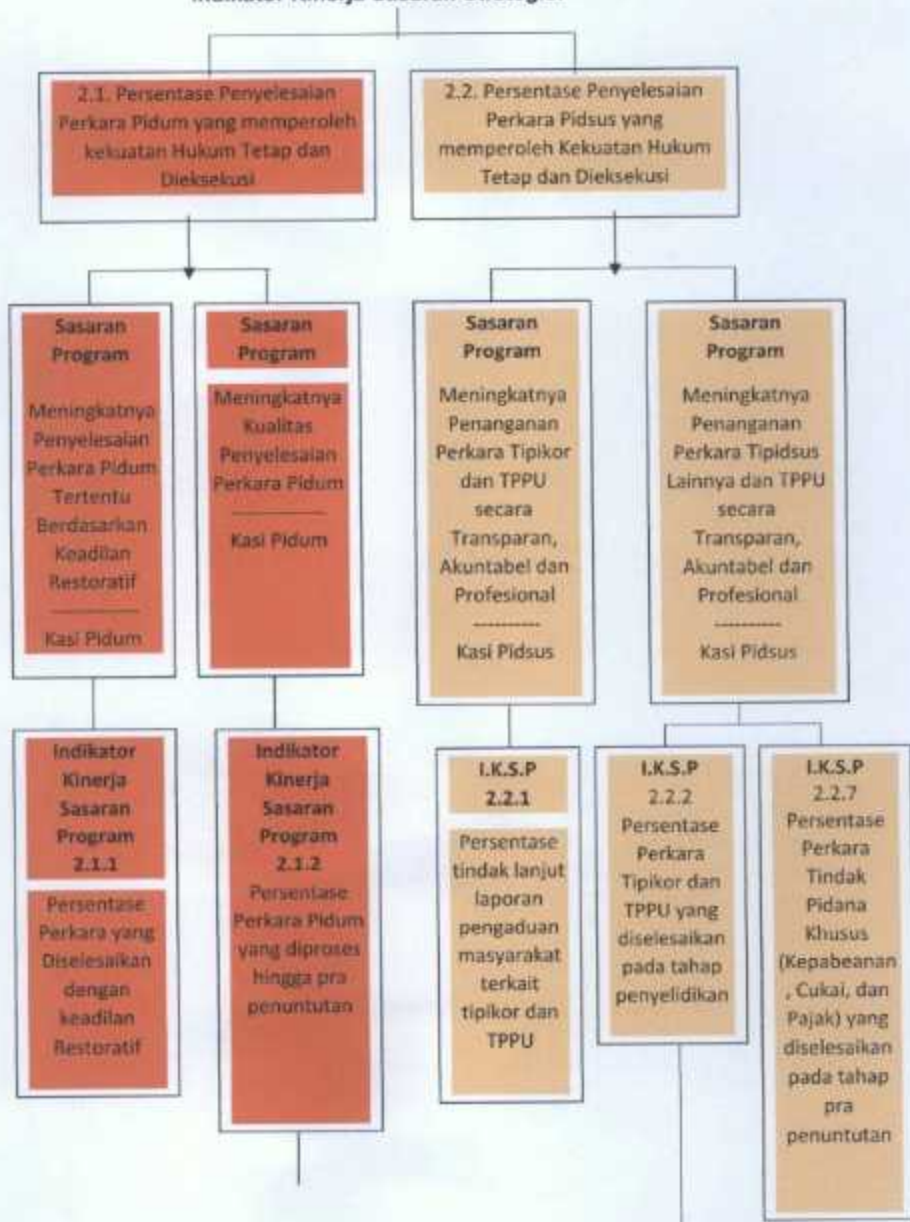 2.1. Persentase Penyelesaian
Perkara Pidum yang memperoleh
kekuatan Hukum Tetap dan
Dieksekusi
2.2. Persentase Penyelesaian
Perkara Pidsus yang
memperoleh Kekuatan Hukum
Tetap dan Dieksekusi
Sasaran
Program
Meningkatnya
Penyelesaian
Perkara Pidum
Tertentu
Berdasarkan
Keadilan
Restoratif
----------
Kasi Pidum
Sasaran
Program
Meningkatnya
Kualitas
Penyelesaian
Perkara Pidum
----------
Kasi Pidum
Sasaran
Program
Meningkatnya
Penanganan
Perkara Tipikor
dan TPPU
secara
Transparan,
Akuntabel dan
Profesional
----------
Kasi Pidsus
Sasaran
Program
Meningkatnya
Penanganan
Perkara Tipidsus
Lainnya dan TPPU
secara
Transparan,
Akuntabel dan
Profesional
----------
Kasi Pidsus
Indikator
Kinerja
Sasaran
Program
2.1.1
Persentase
Perkara yang
Diselesaikan
dengan
keadilan
Restoratif
Indikator
Kinerja
Sasaran
Program
2.1.2
Persentase
Perkara Pidum
yang diproses
hingga pra
penuntutan
I.K.S.P
2.2.1
Persentase
tindak lanjut
laporan
pengaduan
masyarakat
terkait
tipikor dan
TPPU
I.K.S.P
2.2.2
Persentase
Perkara
Tipikor dan
TPPU yang
diselesaikan
pada tahap
penyelidikan
I.K.S.P
2.2.7
Persentase
Perkara
Tindak
Pidana
Khusus
(Kepabeanan
, Cukai, dan
Pajak) yang
diselesaikan
pada tahap
pra
penuntutan